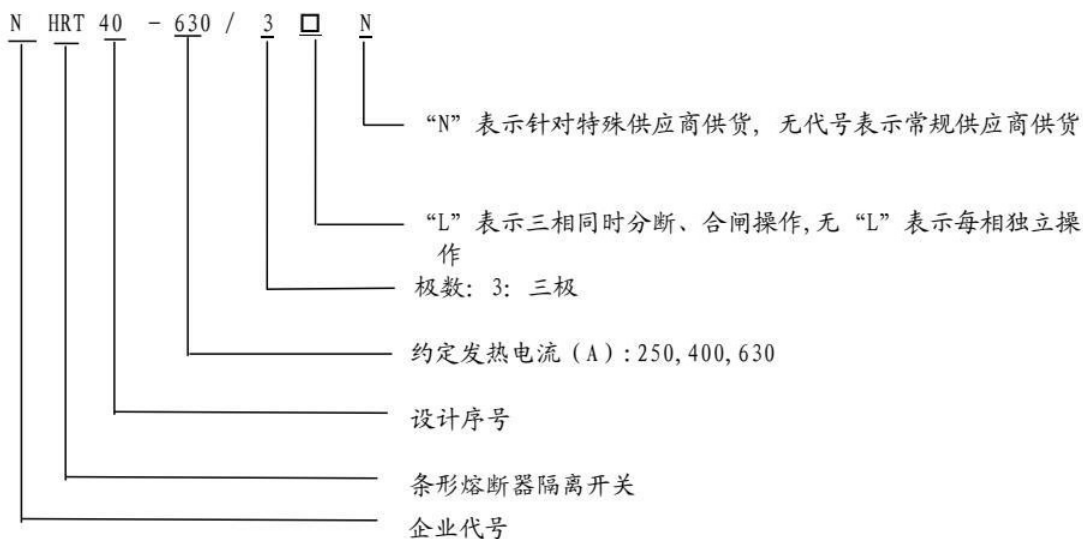 N HRT 40 - 630 / 3 □ N
“N”表示针对特殊供应商供货, 无代号表示常规供应商供货
“L”表示三相同时分断、合闸操作,无“L”表示每相独立操
作
极数: 3: 三极
约定发热电流(A):250,400,630
设计序号
条形熔断器隔离开关
企业代号